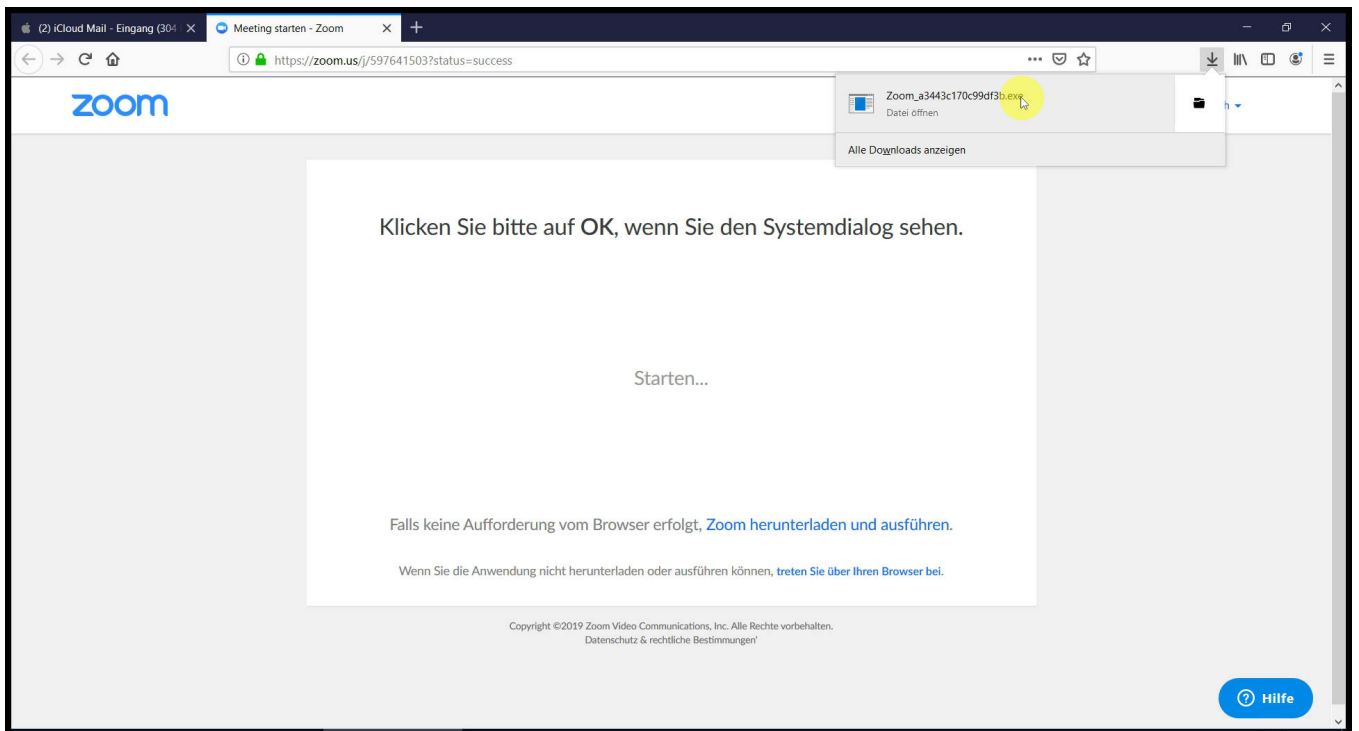 (2) iCloud Mail - Eingang (304
Meeting starten - Zoom
https://zoom.us/j/597641503?status=success
zoom
Zoom_a3443c170c99df3b.exe
Datei öffnen
h
Alle Downloads anzeigen
Klicken Sie bitte auf OK, wenn Sie den Systemdialog sehen.
Starten...
Falls keine Aufforderung vom Browser erfolgt, Zoom herunterladen und ausführen.
Wenn Sie die Anwendung nicht herunterladen oder ausführen können, treten Sie über Ihren Browser bei.
Copyright ©2019 Zoom Video Communications, Inc. Alle Rechte vorbehalten.
Datenschutz & rechtliche Bestimmungen'
Hilfe